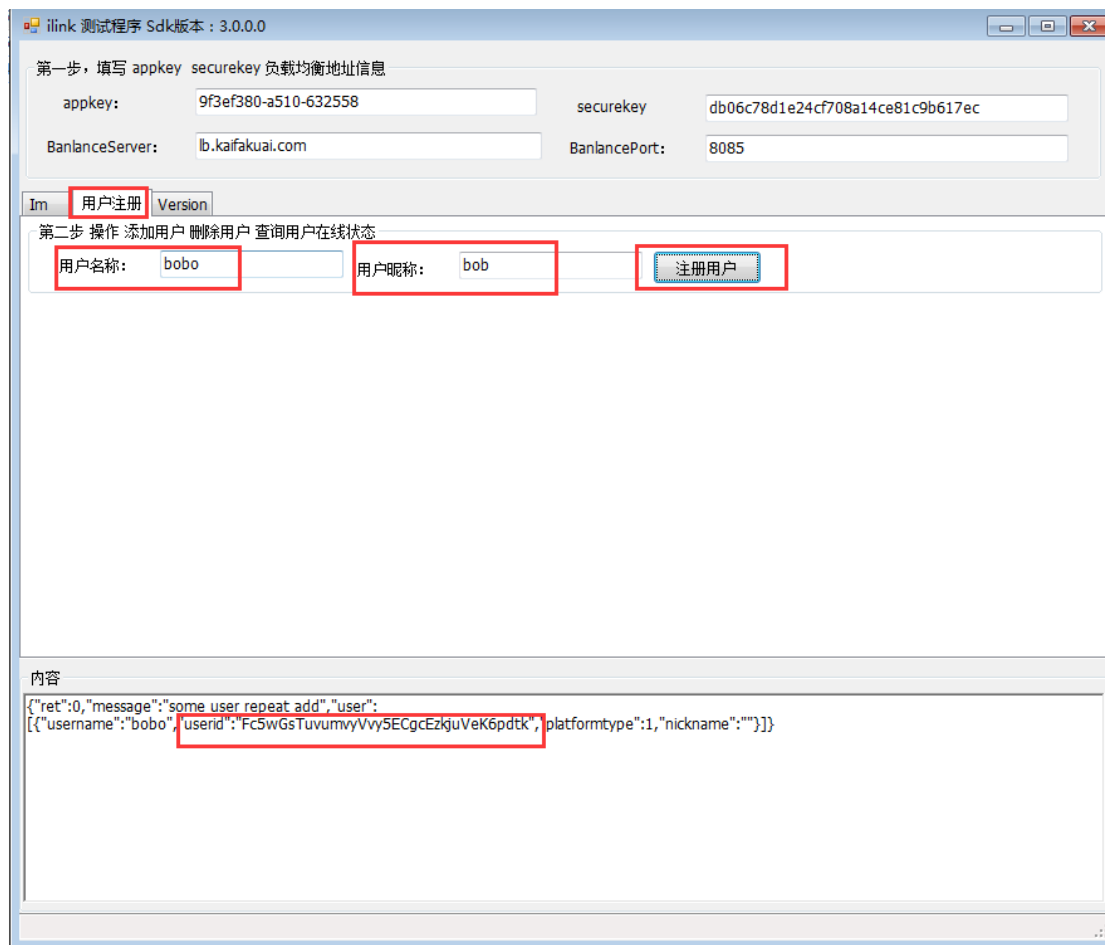 ilink 测试程序 Sdk版本：3.0.0.0
第一步，填写 appkey securekey 负载均衡地址信息
appkey: 9f3ef380-a510-632558 securekey db06c78d1e24cf708a14ce81c9b617ec
BanlanceServer: lb.kaifakuai.com BanlancePort: 8085
Im 用户注册 Version
第二步 操作 添加用户 删除用户 查询用户在线状态
用户名称: bobo 用户昵称: bob 注册用户
内容
{"ret":0,"message":"some user repeat add","user":
[{"username":"bobo","userid":"Fc5wGsTuvumvyVvy5ECgcEzkjuVeK6pdtk","platformtype":1,"nickname":""}]}